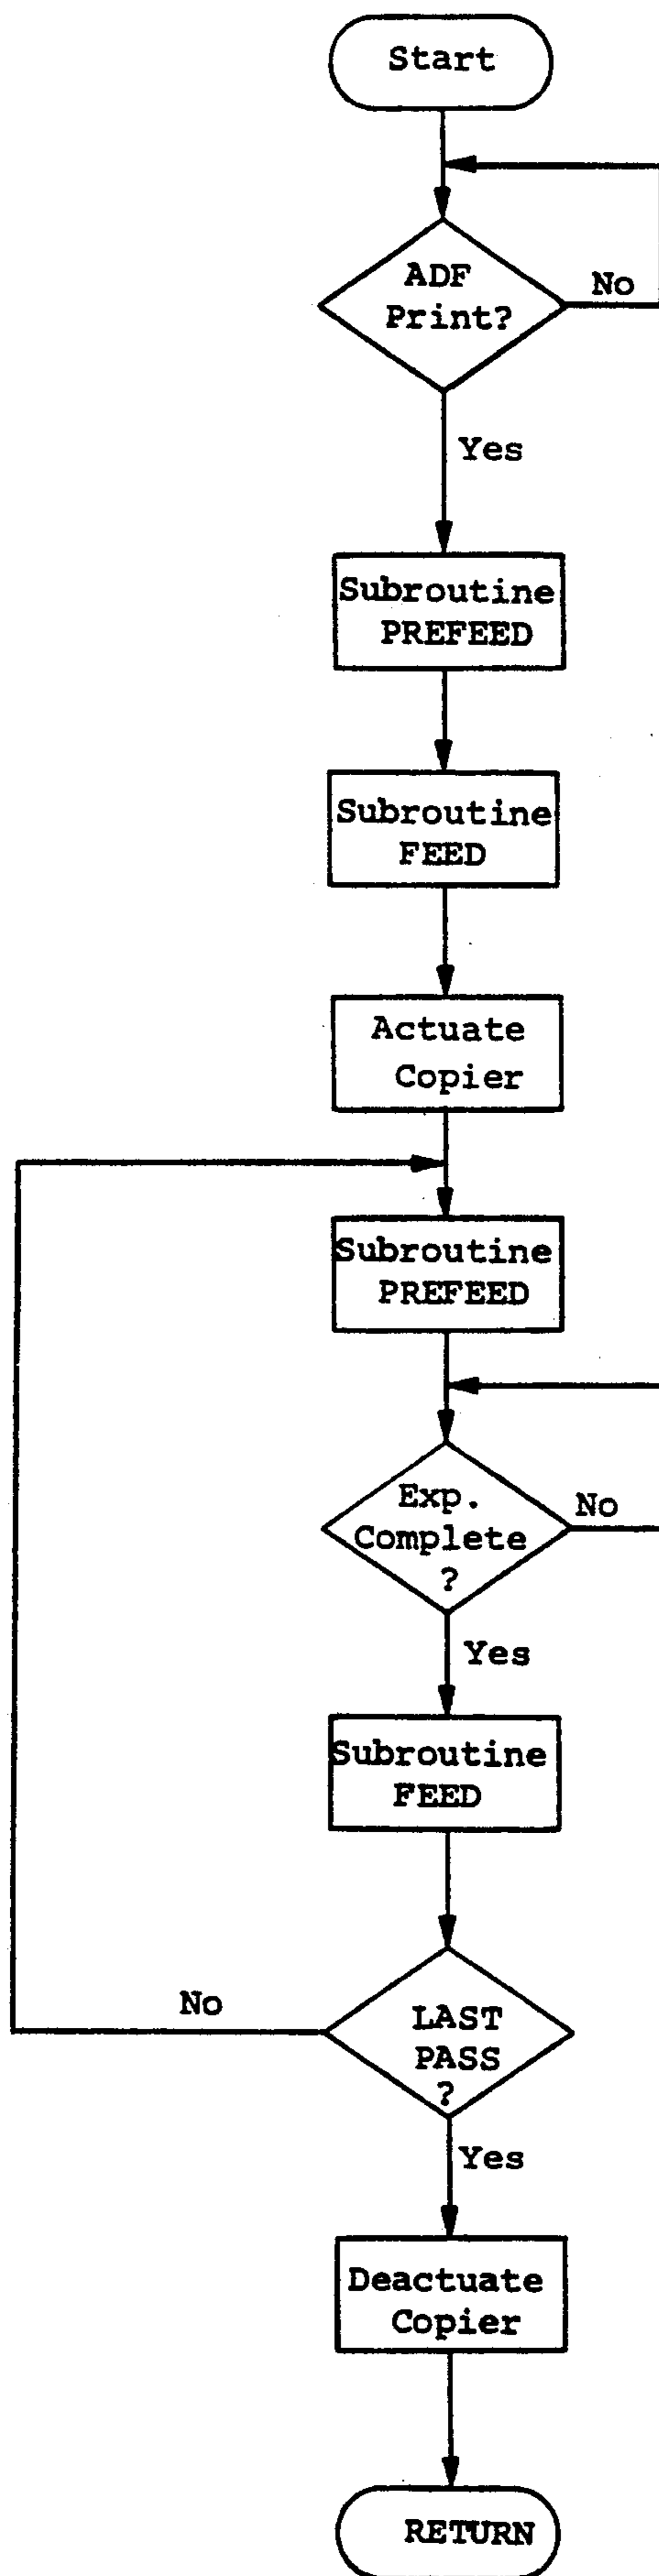 Start
ADF
Print?
No
Yes
Subroutine
PREFEED
Subroutine
FEED
Actuate
Copier
Subroutine
PREFEED
Exp.
Complete
?
No
Yes
Subroutine
FEED
LAST
PASS
?
No
Yes
Deactuate
Copier
RETURN